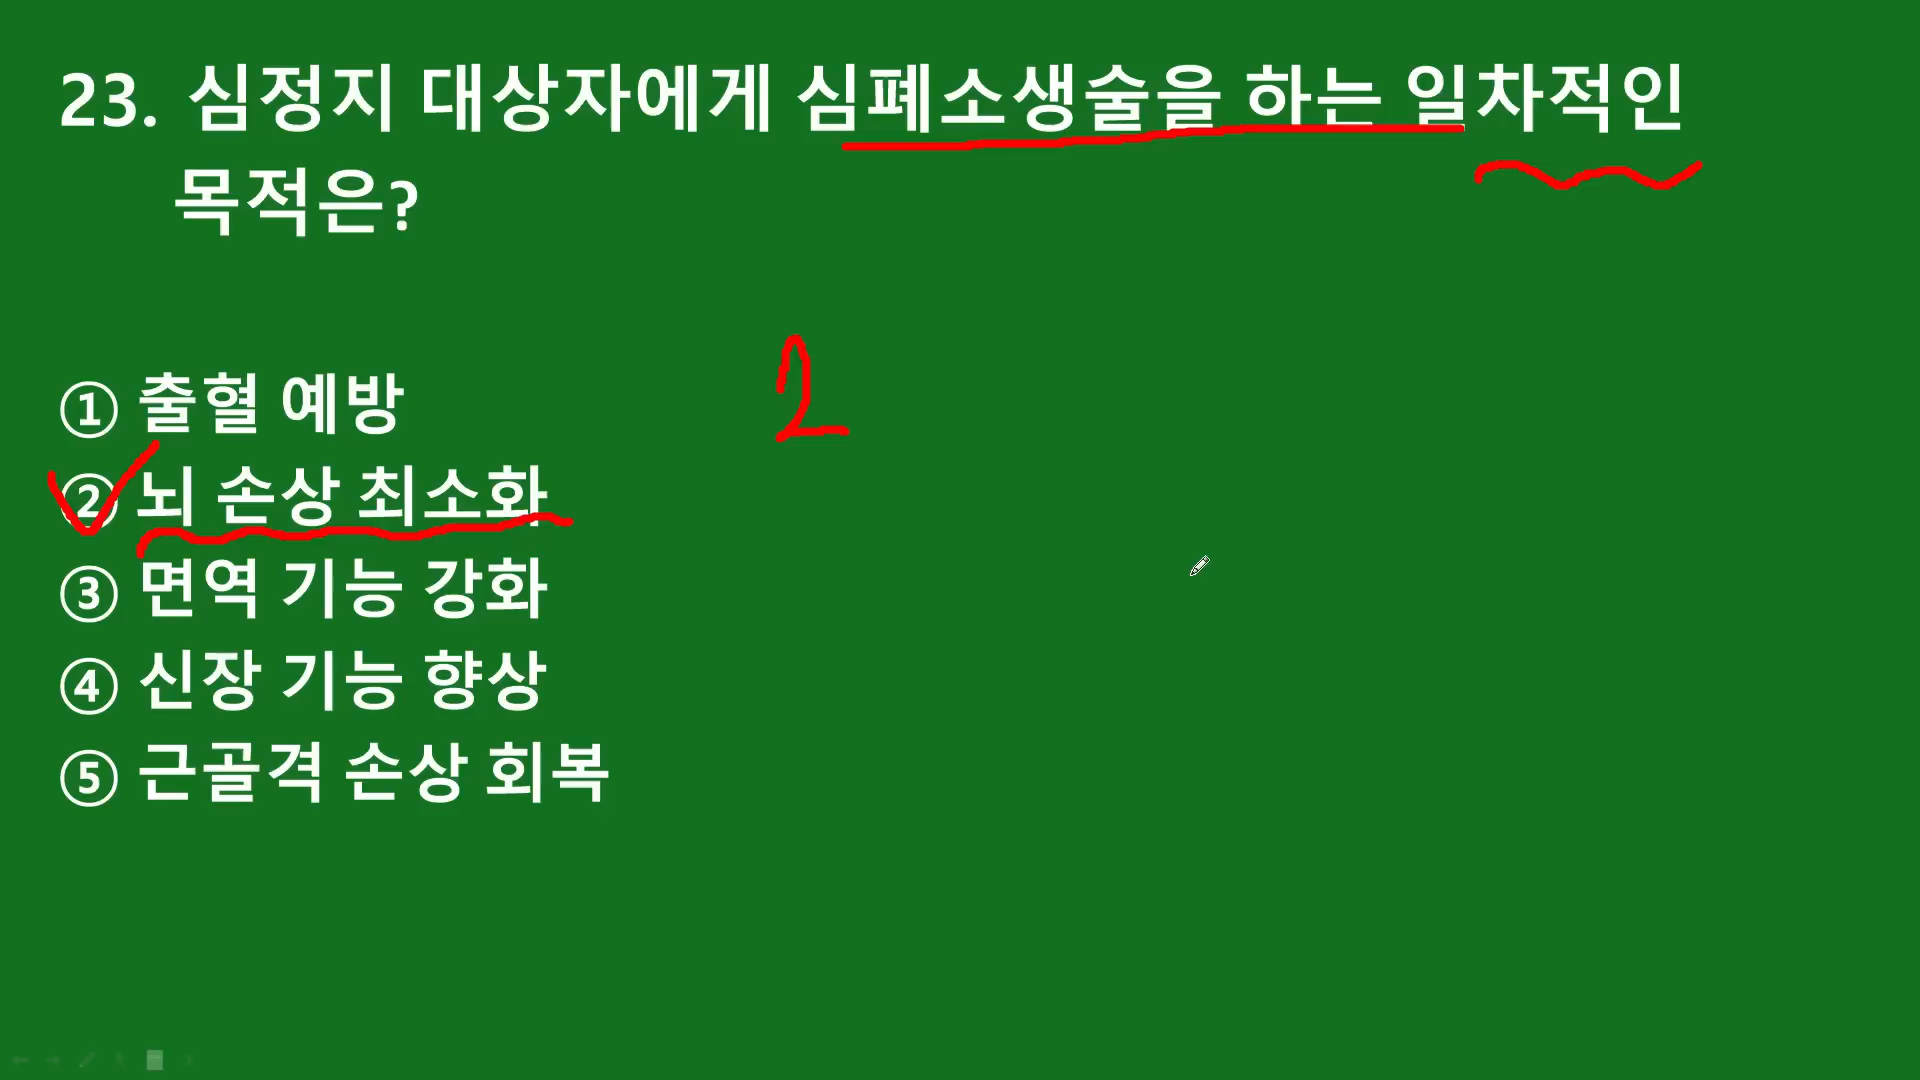 23. 심정지 대상자에게 심폐소생술을 하는 일차적인
목적은?
2
① 출혈 예방
② 뇌 손상 최소화
③ 면역 기능 강화
④ 신장 기능 향상
⑤ 근골격 손상 회복